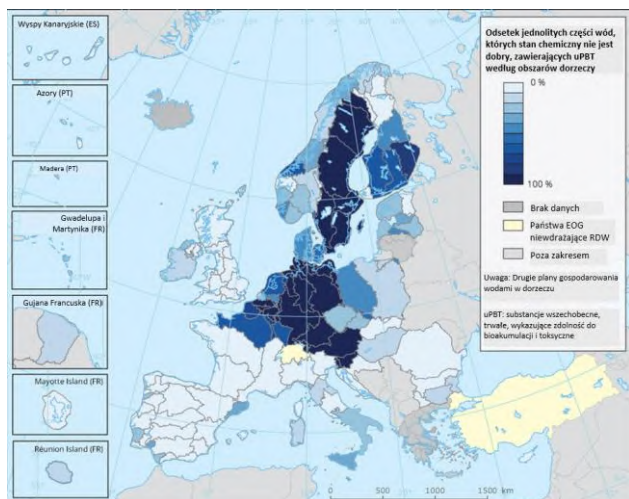 Wyspy Kanaryjskie (ES)
Azory (PT)
Madera (PT)
Gwadelupa i
Martynika (FR)
Gujana Francuska (FR)
Mayotte Island (FR)
Réunion Island (FR)
Odsetek jednolitych części wód,
których stan chemiczny nie jest
dobry, zawierających uPBT
według obszarów dorzeczy
0 %
100 %
Brak danych
Państwa EOG
niewdrażające RDW
Poza zakresem
Uwaga: Drugie plany gospodarowania
wodami w dorzeczu
uPBT: substancje wszechobecne,
trwałe, wykazujące zdolność do
bioakumulacji i toksyczne
0 500 1000 1500 km